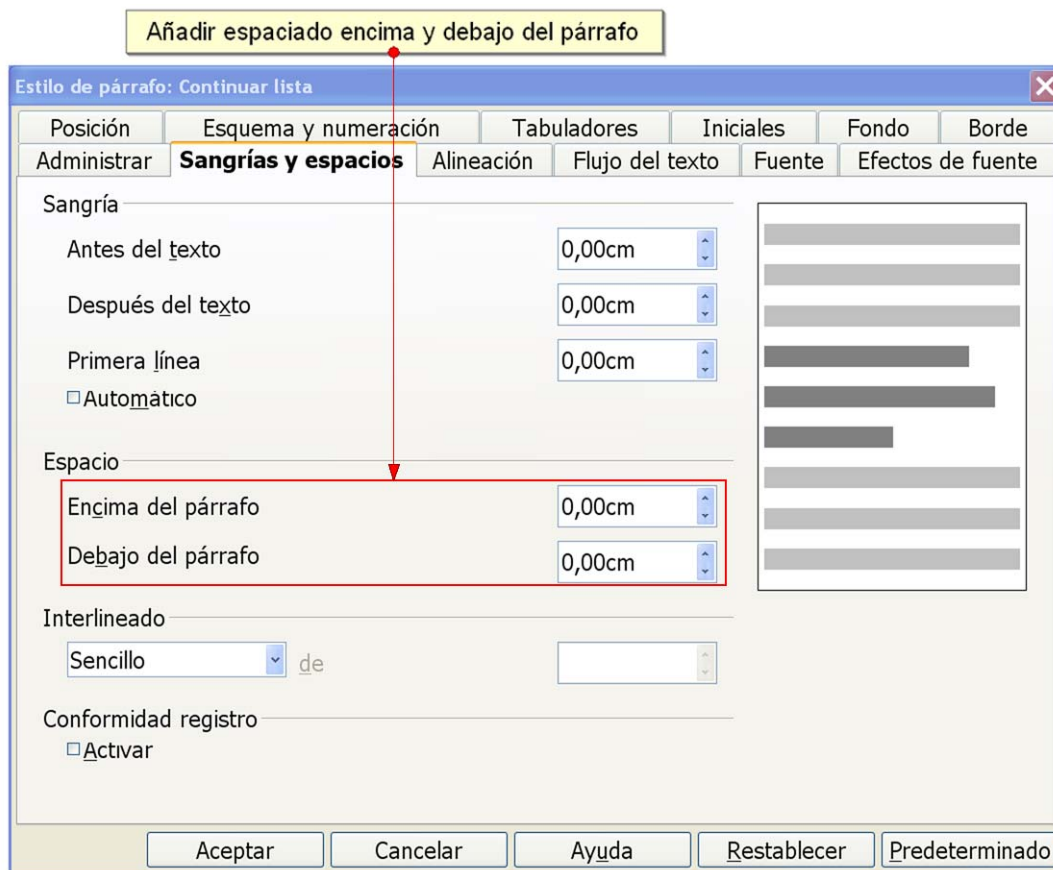 Añadir espaciado encima y debajo del párrafo
Estilo de párrafo: Continuar lista
Posición Esquema y numeración Tabuladores Iniciales Fondo Borde
Administrar Sangrías y espacios Alineación Flujo del texto Fuente Efectos de fuente
Sangría
Antes del texto 0,00cm
Después del texto 0,00cm
Primera línea 0,00cm
Automático
Espacio
Encima del párrafo 0,00cm
Debajo del párrafo 0,00cm
Interlineado
Sencillo de
Conformidad registro
Activar
Aceptar Cancelar Ayuda Restablecer Predeterminado